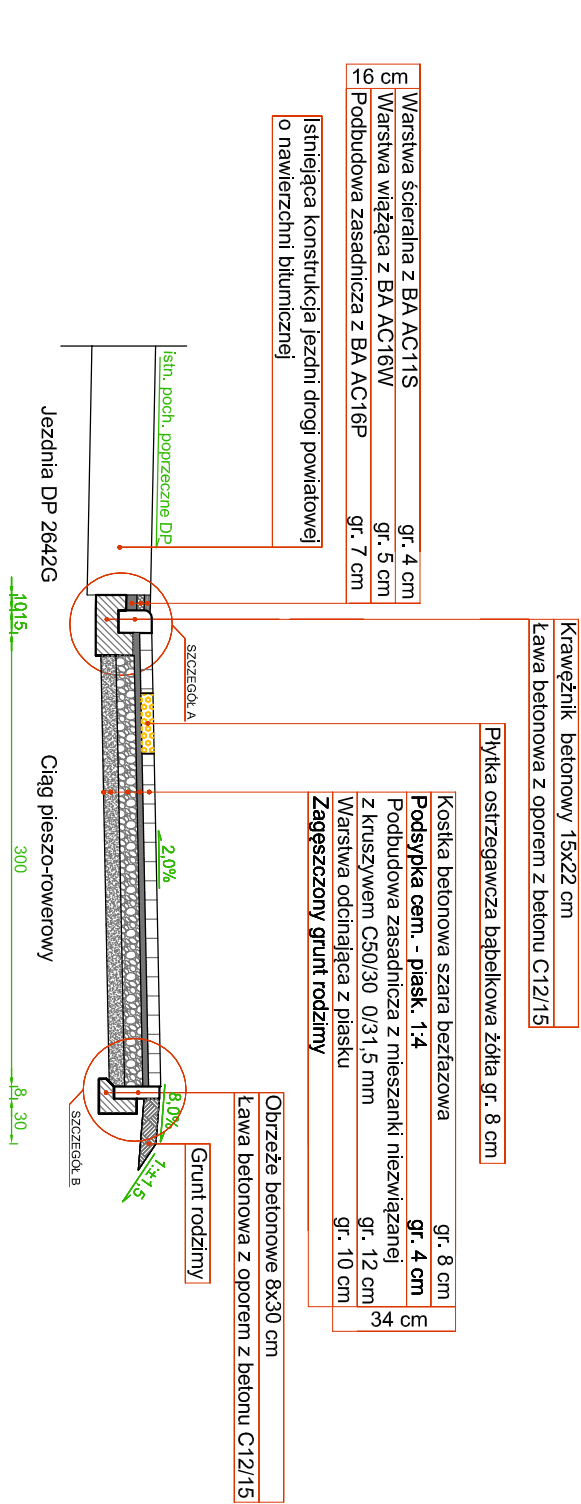 16 cm
Warstwa ścieralna z BA AC11S gr. 4 cm
Warstwa wiążąca z BA AC16W gr. 5 cm
Podbudowa zasadnicza z BA AC16P gr. 7 cm
Istniejąca konstrukcja jezdni drogi powiatowej
o nawierzchni bitumicznej
Krawężnik betonowy 15x22 cm
Ława betonowa z oporem z betonu C12/15
Płytka ostrzegawcza bąbelkowa żółta gr. 8 cm
Kostka betonowa szara bezfazowa gr. 8 cm
Podsypka cem. - piask. 1:4 gr. 4 cm
Podbudowa zasadnicza z mieszanki niezwiązanej
z kruszywem C50/30 0/31,5 mm gr. 12 cm
Warstwa odcinająca z piasku gr. 10 cm
Zagęszczony grunt rodzimy
34 cm
Obrzeże betonowe 8x30 cm
Ława betonowa z oporem z betonu C12/15
Grunt rodzimy
istn. poch. poprzeczne DP
2,0%
8,0%
1:±1,5
SZCZEGÓŁ A
SZCZEGÓŁ B
Jezdnia DP 2642G
Ciąg pieszo-rowerowy
10 15 300 8 30